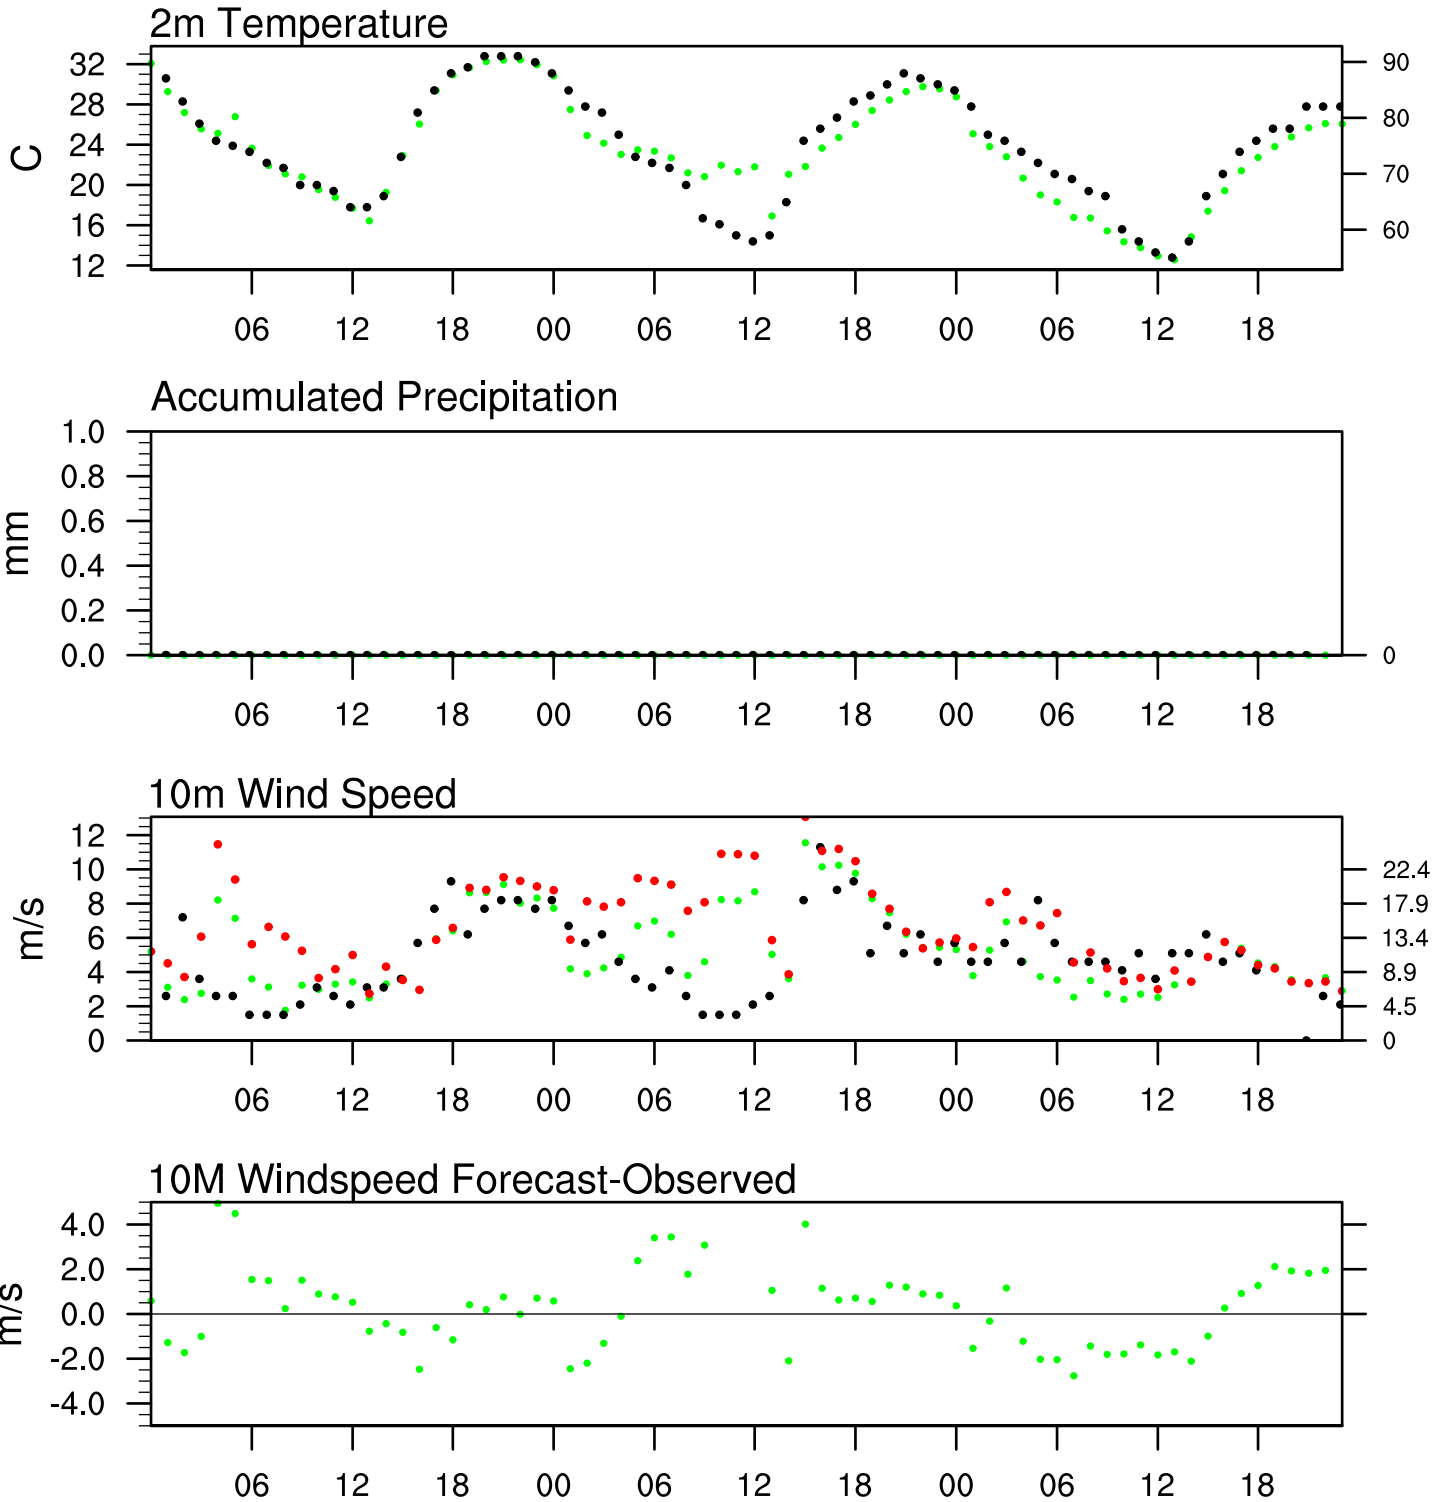 2m Temperature
C
32
28
24
20
16
12
90
80
70
60
06 12 18 00 06 12 18 00 06 12 18
Accumulated Precipitation
mm
1.0
0.8
0.6
0.4
0.2
0.0
0
06 12 18 00 06 12 18 00 06 12 18
10m Wind Speed
m/s
12
10
8
6
4
2
0
22.4
17.9
13.4
8.9
4.5
0
06 12 18 00 06 12 18 00 06 12 18
10M Windspeed Forecast-Observed
m/s
4.0
2.0
0.0
-2.0
-4.0
06 12 18 00 06 12 18 00 06 12 18